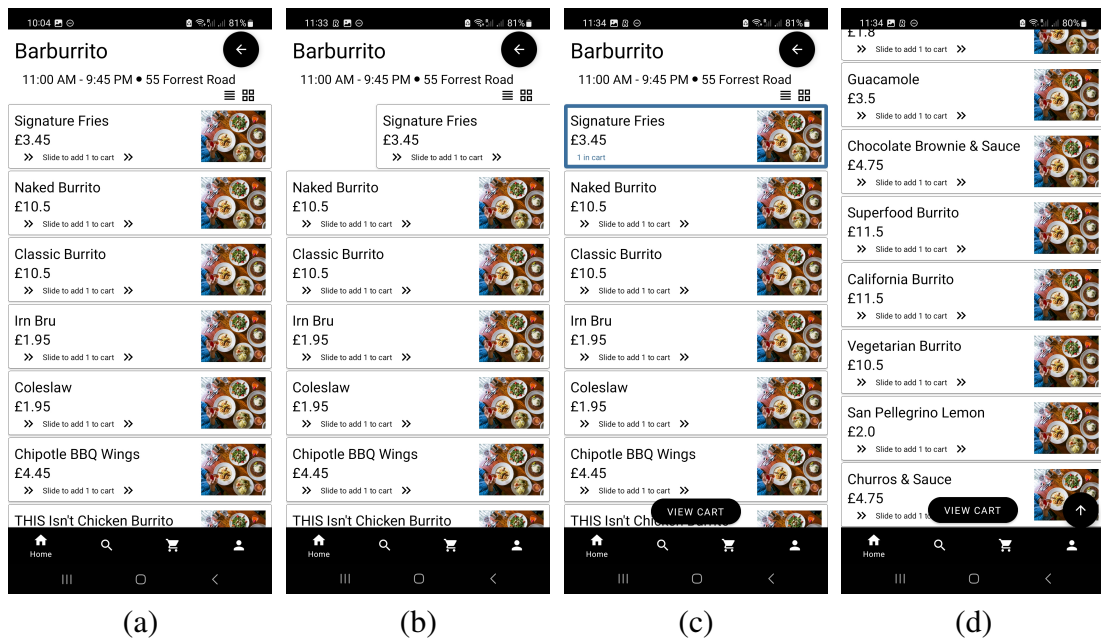 10:04 81%
Barburrito
11:00 AM - 9:45 PM • 55 Forrest Road
Signature Fries
£3.45
Slide to add 1 to cart
Naked Burrito
£10.5
Slide to add 1 to cart
Classic Burrito
£10.5
Slide to add 1 to cart
Irn Bru
£1.95
Slide to add 1 to cart
Coleslaw
£1.95
Slide to add 1 to cart
Chipotle BBQ Wings
£4.45
Slide to add 1 to cart
THIS Isn't Chicken Burrito
Home
(a)
11:33 81%
Barburrito
11:00 AM - 9:45 PM • 55 Forrest Road
Signature Fries
£3.45
Slide to add 1 to cart
Naked Burrito
£10.5
Slide to add 1 to cart
Classic Burrito
£10.5
Slide to add 1 to cart
Irn Bru
£1.95
Slide to add 1 to cart
Coleslaw
£1.95
Slide to add 1 to cart
Chipotle BBQ Wings
£4.45
Slide to add 1 to cart
THIS Isn't Chicken Burrito
Home
(b)
11:34 81%
Barburrito
11:00 AM - 9:45 PM • 55 Forrest Road
Signature Fries
£3.45
1 in cart
Naked Burrito
£10.5
Slide to add 1 to cart
Classic Burrito
£10.5
Slide to add 1 to cart
Irn Bru
£1.95
Slide to add 1 to cart
Coleslaw
£1.95
Slide to add 1 to cart
Chipotle BBQ Wings
£4.45
Slide to add 1 to cart
THIS Isn't
VIEW CART
Home
(c)
11:34 80%
£1.8
Slide to add 1 to cart
Guacamole
£3.5
Slide to add 1 to cart
Chocolate Brownie & Sauce
£4.75
Slide to add 1 to cart
Superfood Burrito
£11.5
Slide to add 1 to cart
California Burrito
£11.5
Slide to add 1 to cart
Vegetarian Burrito
£10.5
Slide to add 1 to cart
San Pellegrino Lemon
£2.0
Slide to add 1 to cart
Churros & Sauce
£4.75
Slide to add 1
VIEW CART
Home
(d)